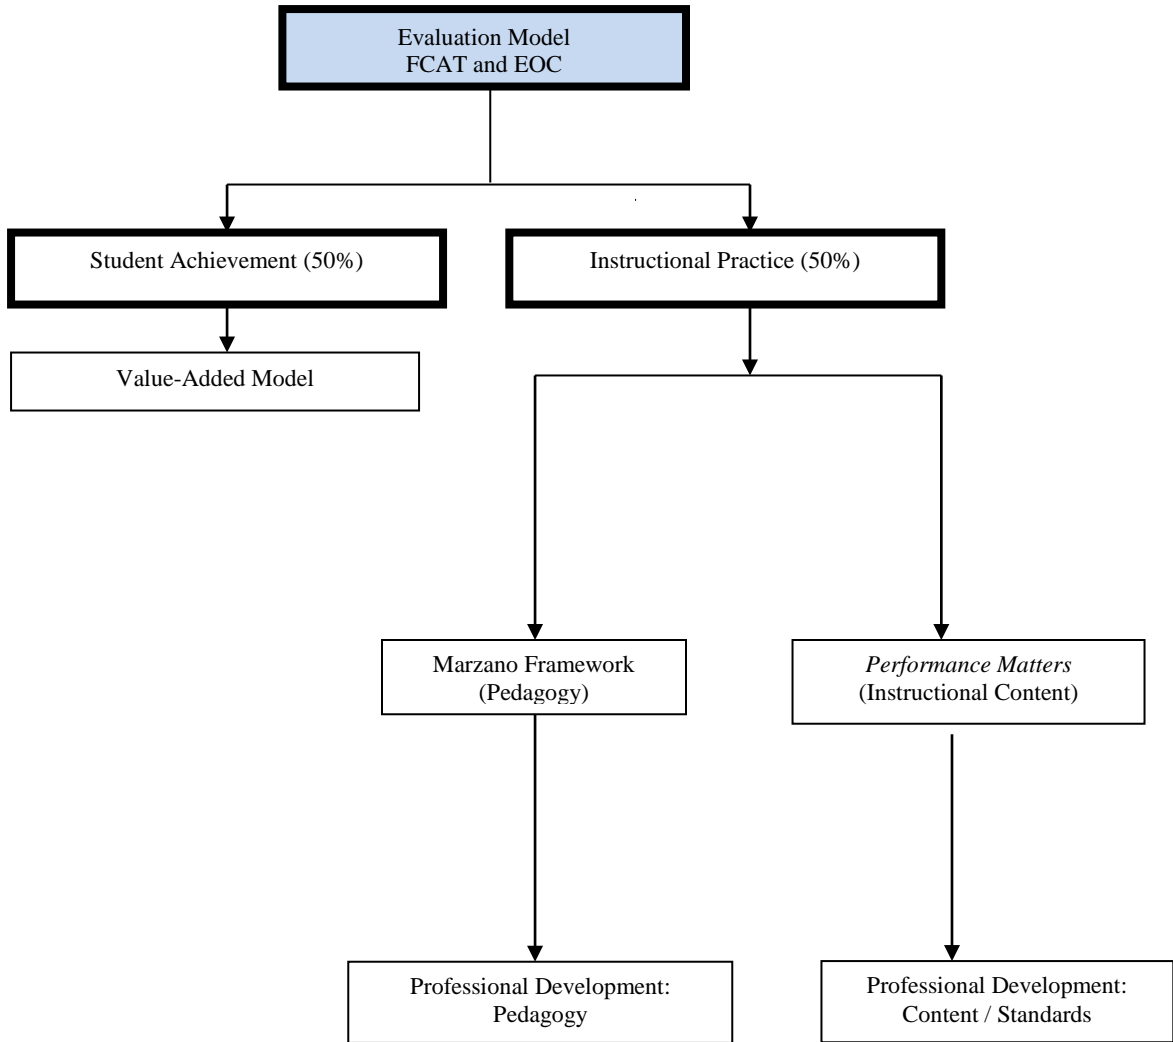 Evaluation Model
FCAT and EOC
Student Achievement (50%)
Instructional Practice (50%)
Value-Added Model
Marzano Framework
(Pedagogy)
Performance Matters
(Instructional Content)
Professional Development:
Pedagogy
Professional Development:
Content / Standards